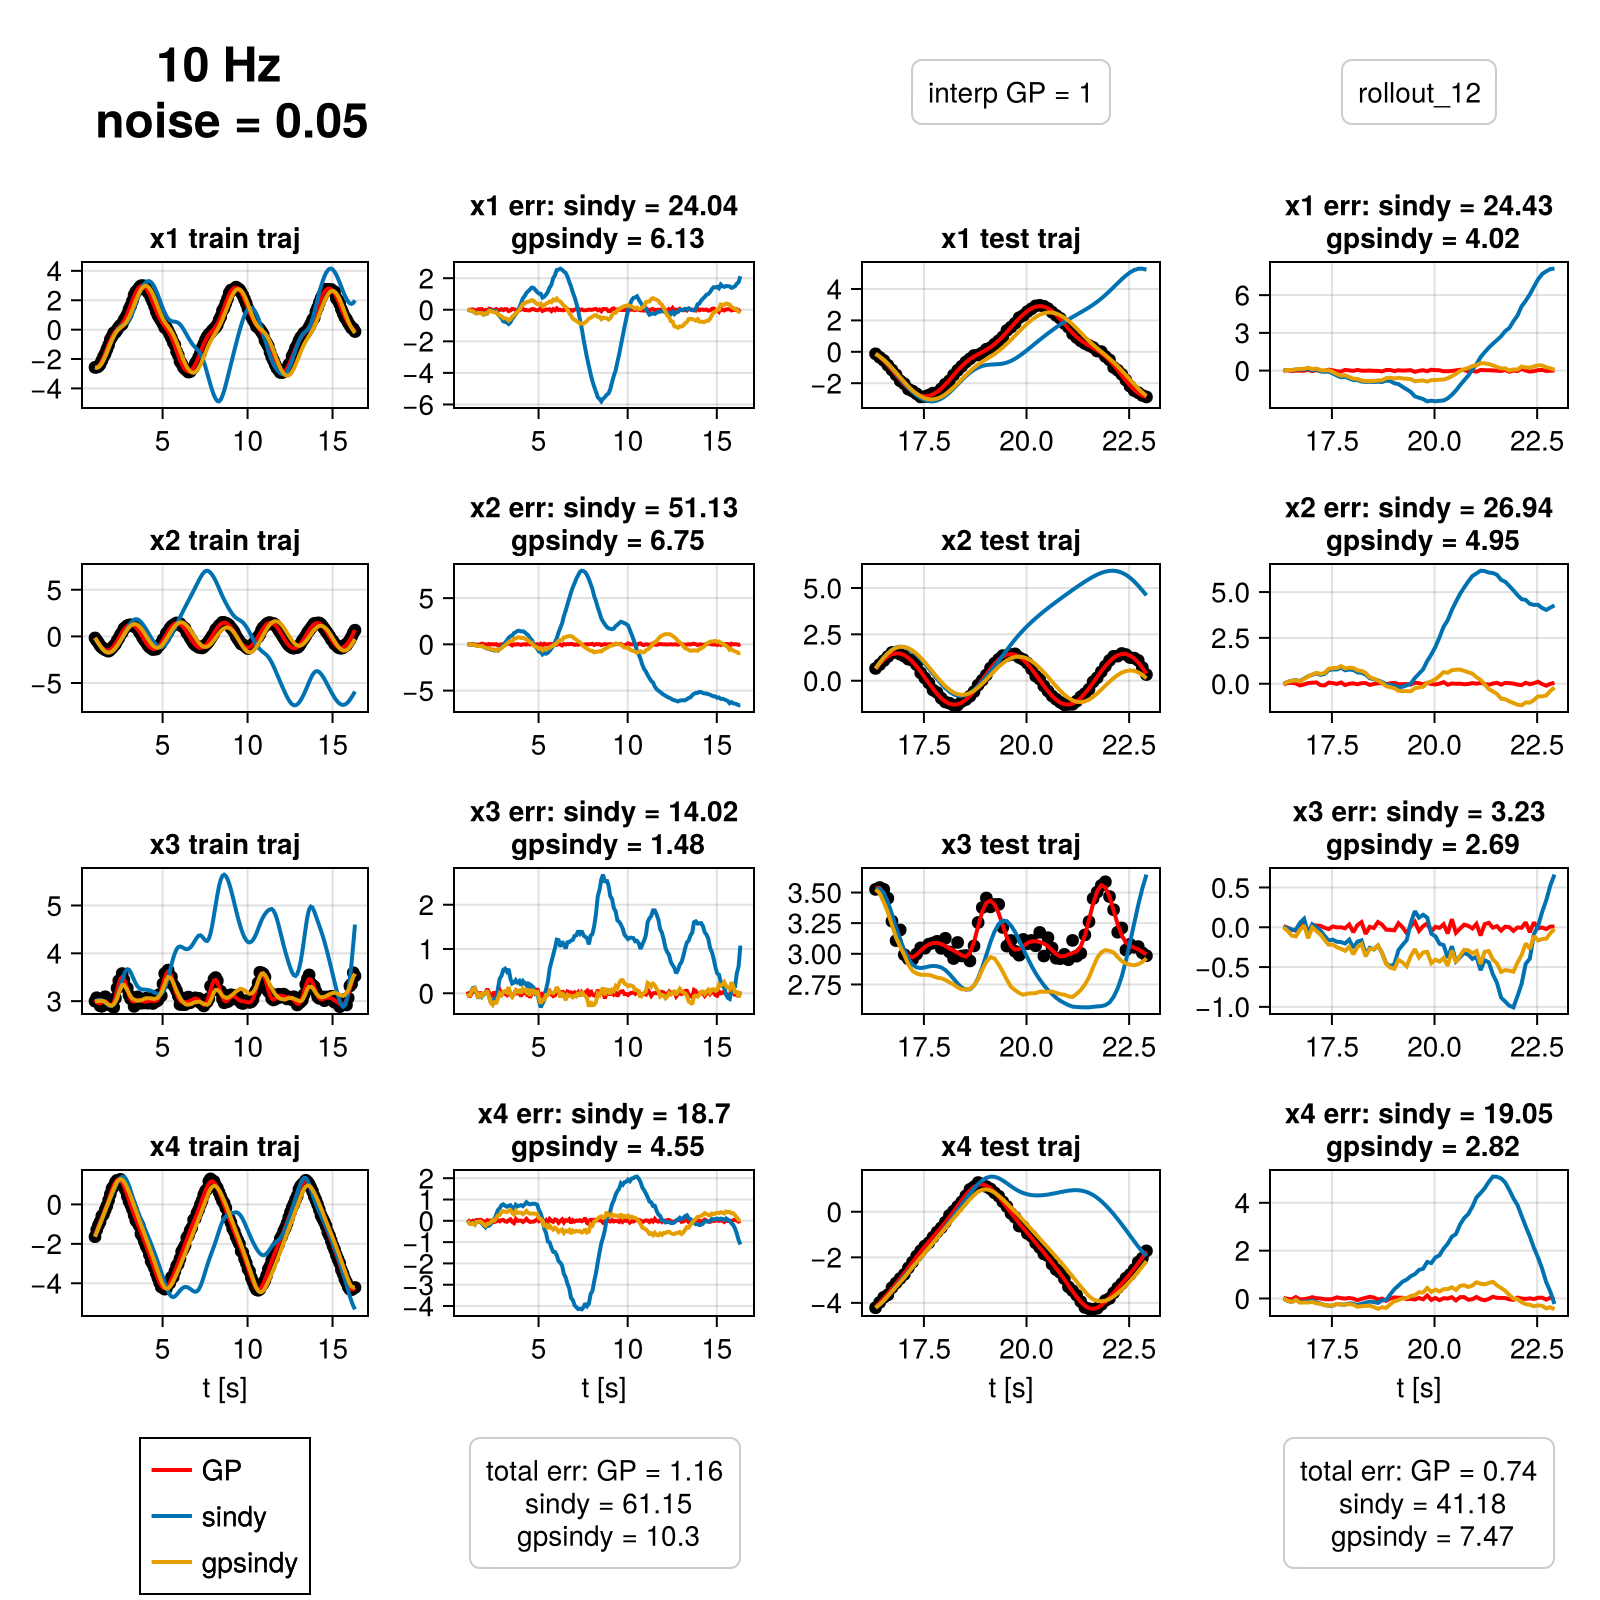 10 Hz
noise = 0.05
interp GP = 1
rollout_12
x1 train traj
4
2
0
−2
−4
5
10
15
x1 err: sindy = 24.04
gpsindy = 6.13
2
0
−2
−4
−6
5
10
15
x1 test traj
4
2
0
−2
17.5
20.0
22.5
x1 err: sindy = 24.43
gpsindy = 4.02
6
3
0
17.5
20.0
22.5
x2 train traj
5
0
−5
5
10
15
x2 err: sindy = 51.13
gpsindy = 6.75
5
0
−5
5
10
15
x2 test traj
5.0
2.5
0.0
17.5
20.0
22.5
x2 err: sindy = 26.94
gpsindy = 4.95
5.0
2.5
0.0
17.5
20.0
22.5
x3 train traj
5
4
3
5
10
15
x3 err: sindy = 14.02
gpsindy = 1.48
2
1
0
5
10
15
x3 test traj
3.50
3.25
3.00
2.75
17.5
20.0
22.5
x3 err: sindy = 3.23
gpsindy = 2.69
0.5
0.0
−0.5
−1.0
17.5
20.0
22.5
x4 train traj
0
−2
−4
5
10
15
t [s]
x4 err: sindy = 18.7
gpsindy = 4.55
2
1
0
−1
−2
−3
−4
5
10
15
t [s]
x4 test traj
0
−2
−4
17.5
20.0
22.5
t [s]
x4 err: sindy = 19.05
gpsindy = 2.82
4
2
0
17.5
20.0
22.5
t [s]
GP
sindy
gpsindy
total err: GP = 1.16
sindy = 61.15
gpsindy = 10.3
total err: GP = 0.74
sindy = 41.18
gpsindy = 7.47